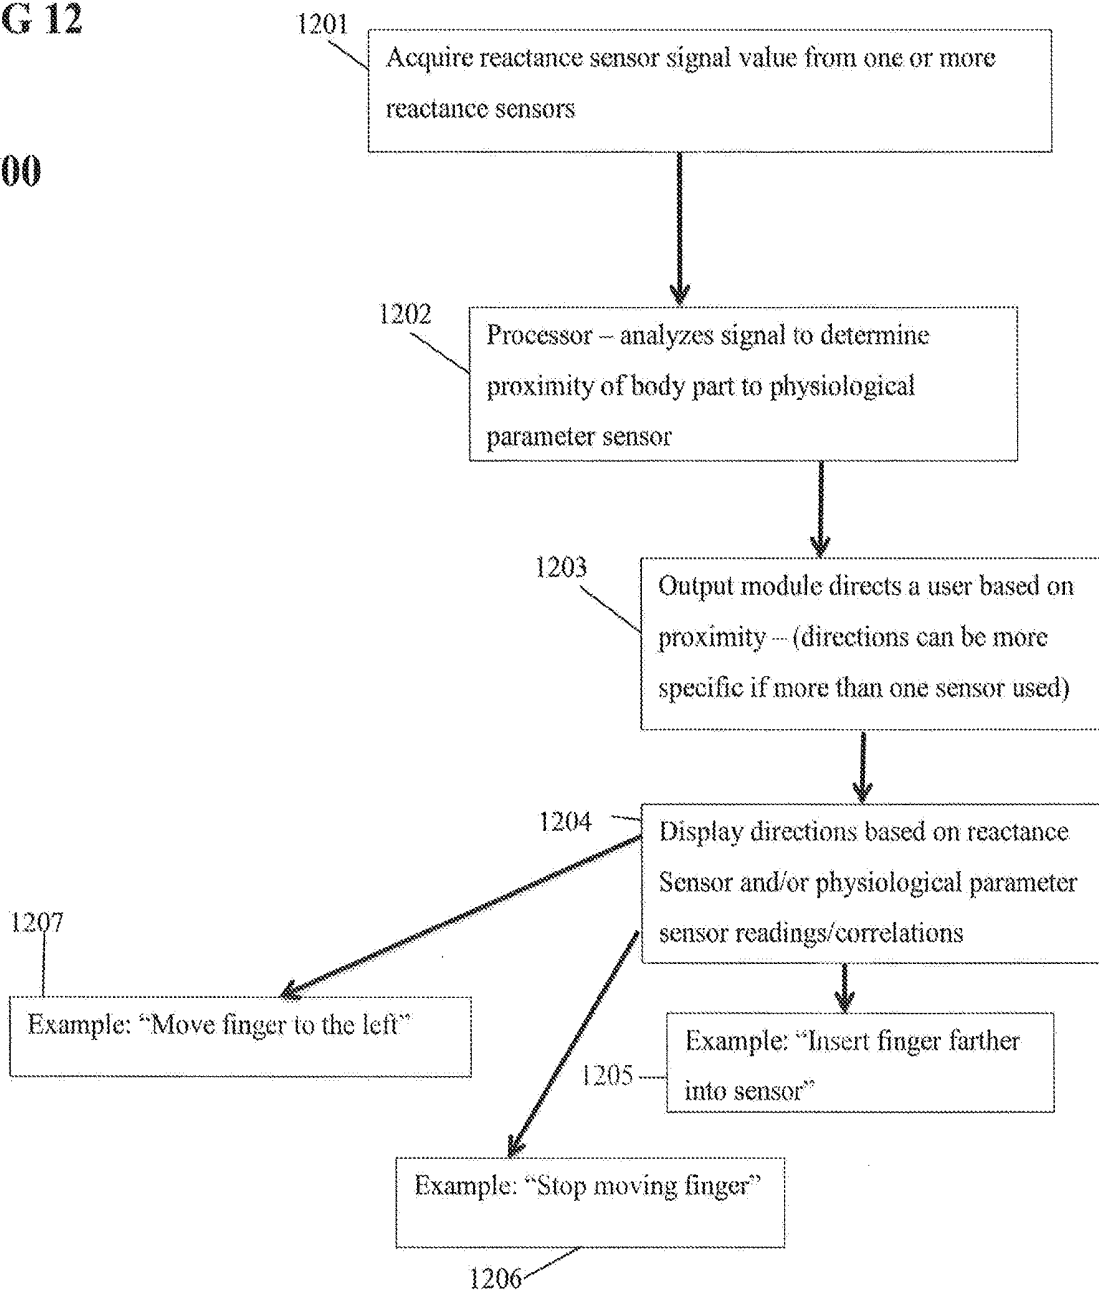 G 12
00
1201
Acquire reactance sensor signal value from one or more
reactance sensors
1202
Processor – analyzes signal to determine
proximity of body part to physiological
parameter sensor
1203
Output module directs a user based on
proximity – (directions can be more
specific if more than one sensor used)
1204
Display directions based on reactance
Sensor and/or physiological parameter
sensor readings/correlations
1207
Example: “Move finger to the left”
1205
Example: “Insert finger farther
into sensor”
Example: “Stop moving finger”
1206